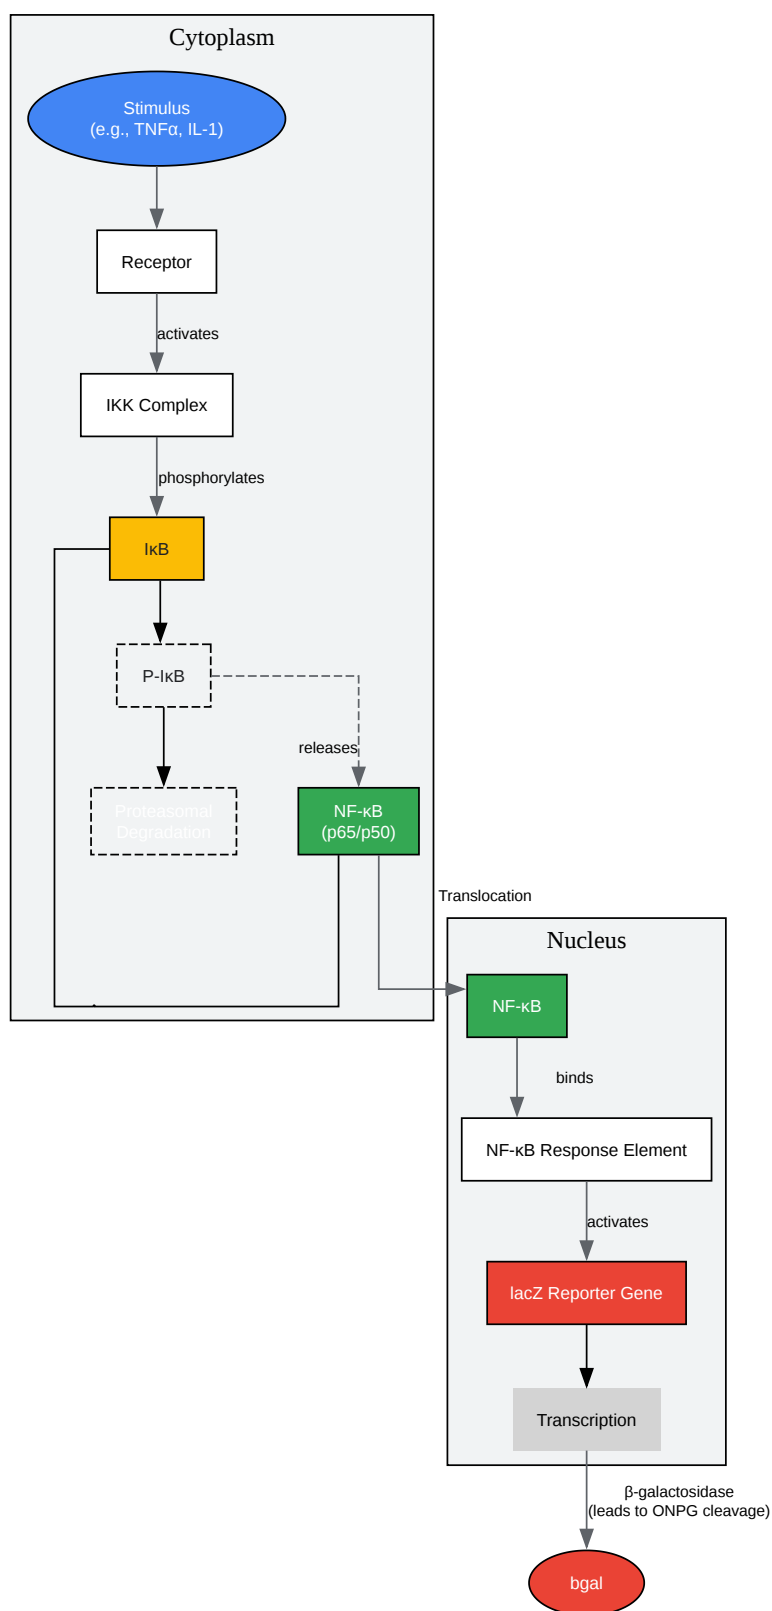 Cytoplasm
Stimulus
(e.g., TNFα, IL-1)
Receptor
activates
IKK Complex
phosphorylates
IκB
P-IκB
releases
Proteasomal
Degradation
NF-κB
(p65/p50)
Translocation
Nucleus
NF-κB
binds
NF-κB Response Element
activates
lacZ Reporter Gene
Transcription
β-galactosidase
(leads to ONPG cleavage)
bgal